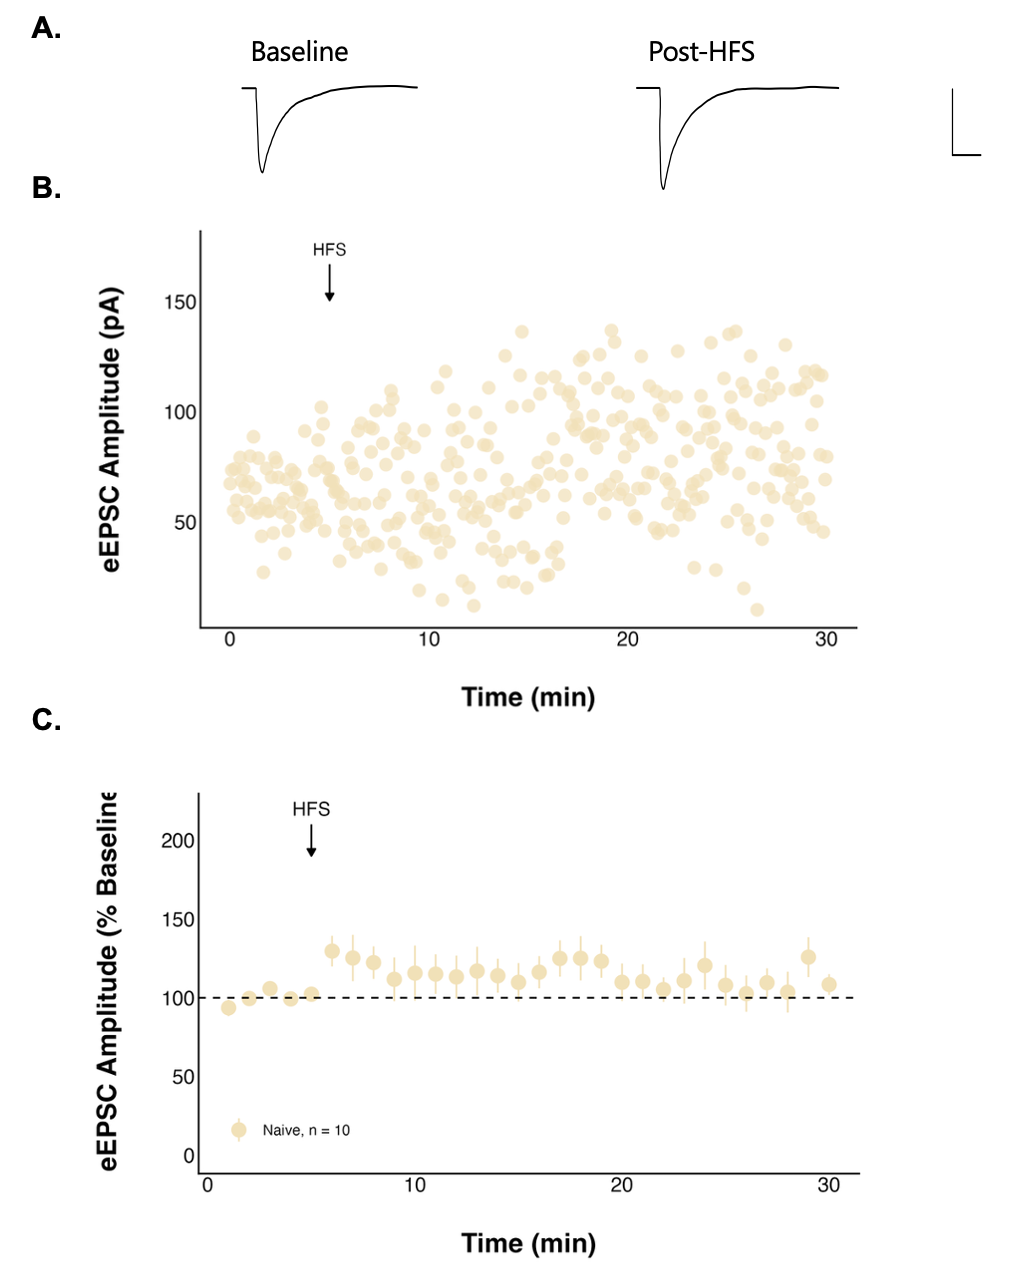 A.
Baseline
Post-HFS
B.
HFS
eEPSC Amplitude (pA)
150
100
50
0
10
20
30
Time (min)
C.
HFS
eEPSC Amplitude (% Baseline
200
150
100
50
0
Naive, n = 10
0
10
20
30
Time (min)